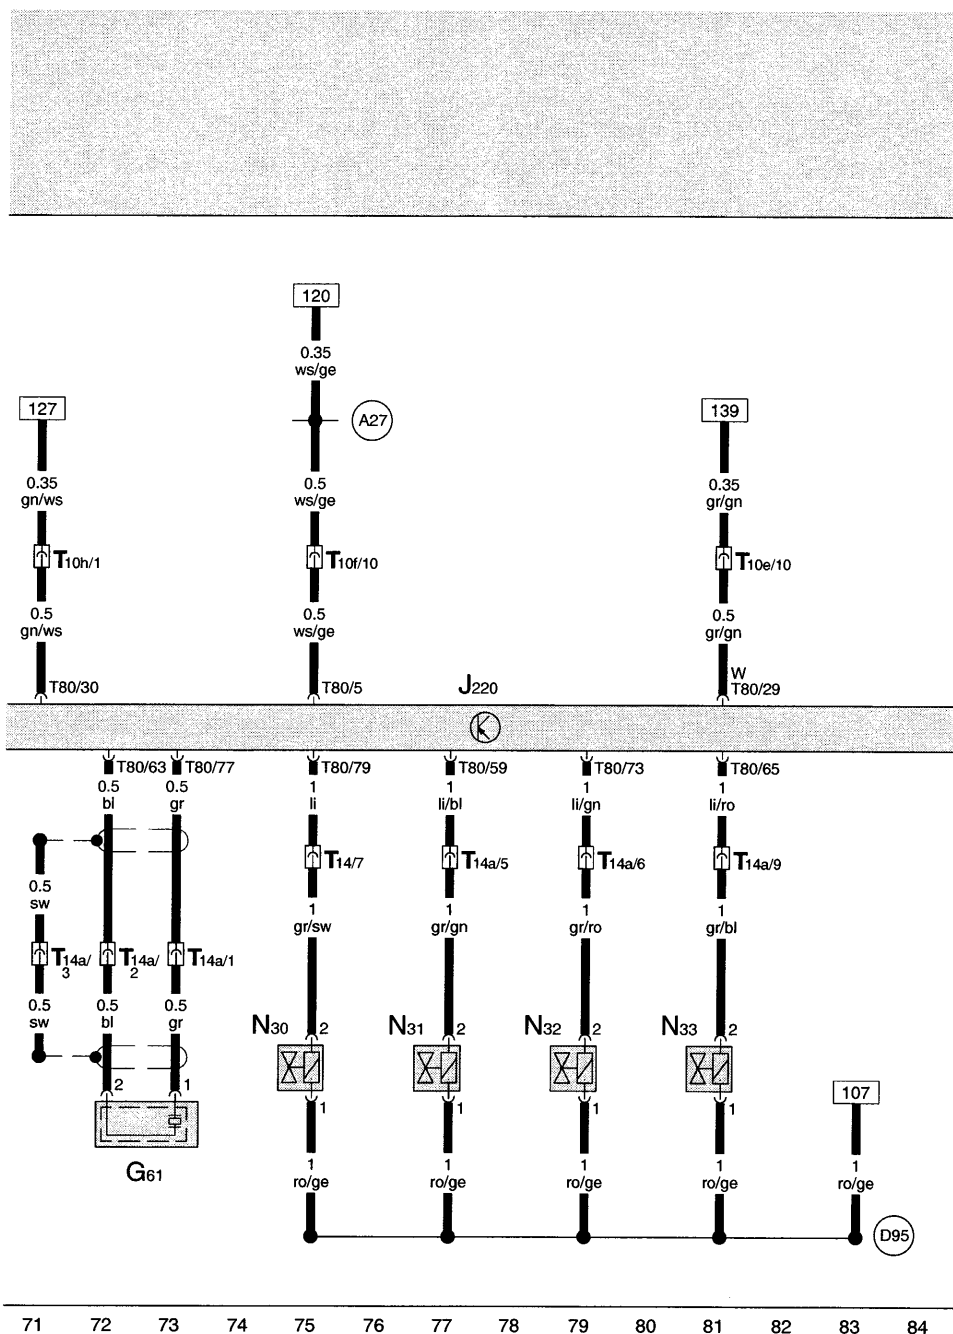 120
0.35
ws/ge
A27
127
139
0.35
gn/ws
0.5
ws/ge
0.35
gr/gn
T10h/1
T10f/10
T10e/10
0.5
gn/ws
0.5
ws/ge
0.5
gr/gn
T80/30
T80/5
J220
W
T80/29
T80/63
T80/77
T80/79
T80/59
T80/73
T80/65
0.5
bl
0.5
gr
1
li
1
li/bl
1
li/gn
1
li/ro
T14/7
T14a/5
T14a/6
T14a/9
0.5
sw
1
gr/sw
1
gr/gn
1
gr/ro
1
gr/bl
T14a/
3
T14a/
2
T14a/1
0.5
sw
0.5
bl
0.5
gr
N30
2
N31
2
N32
2
N33
2
2
1
1
1
1
1
107
G61
1
ro/ge
1
ro/ge
1
ro/ge
1
ro/ge
1
ro/ge
D95
71 72 73 74 75 76 77 78 79 80 81 82 83 84